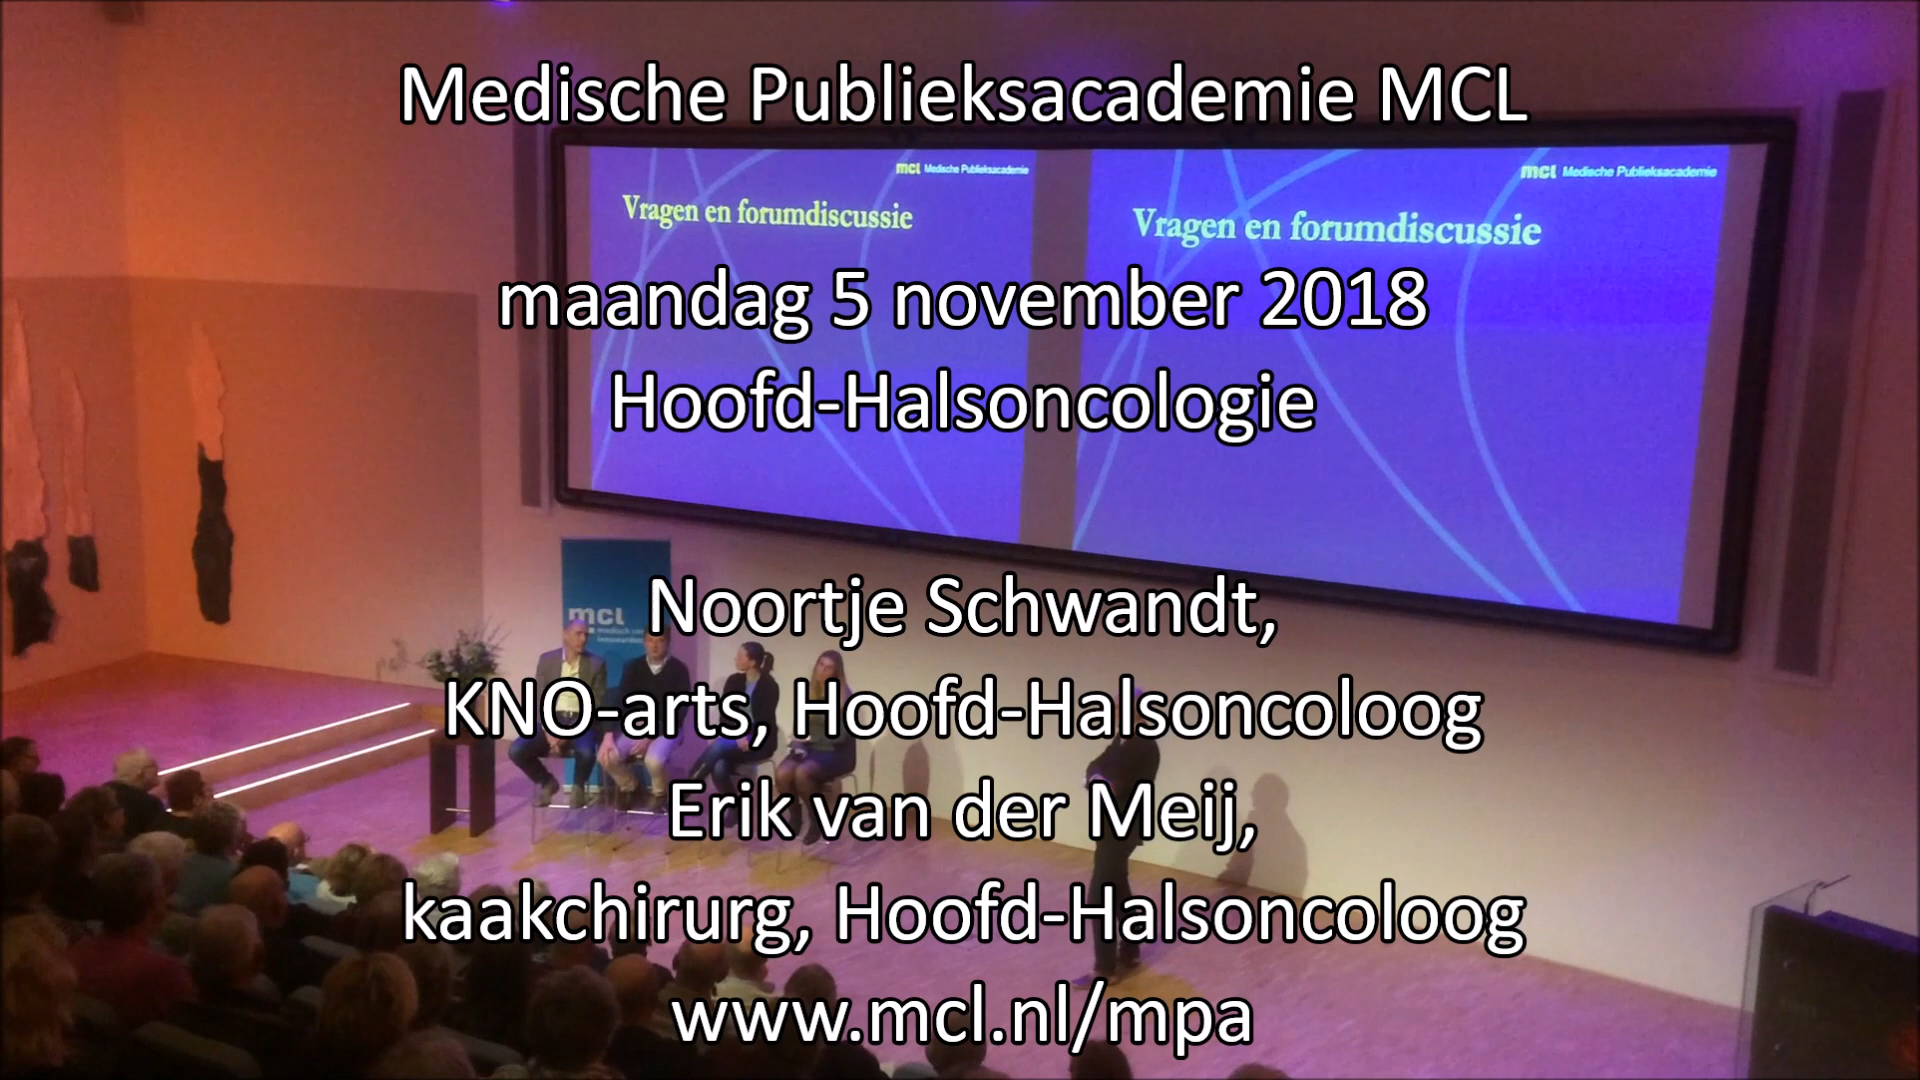 Medische Publieksacademie MCL
mcl Medische Publieksacademie
mcl Medische Publieksacademie
Vragen en forumdiscussie
Vragen en forumdiscussie
maandag 5 november 2018
Hoofd-Halsoncologie
mcl
Noortje Schwandt,
KNO-arts, Hoofd-Halsoncoloog
Erik van der Meij,
kaakchirurg, Hoofd-Halsoncoloog
www.mcl.nl/mpa